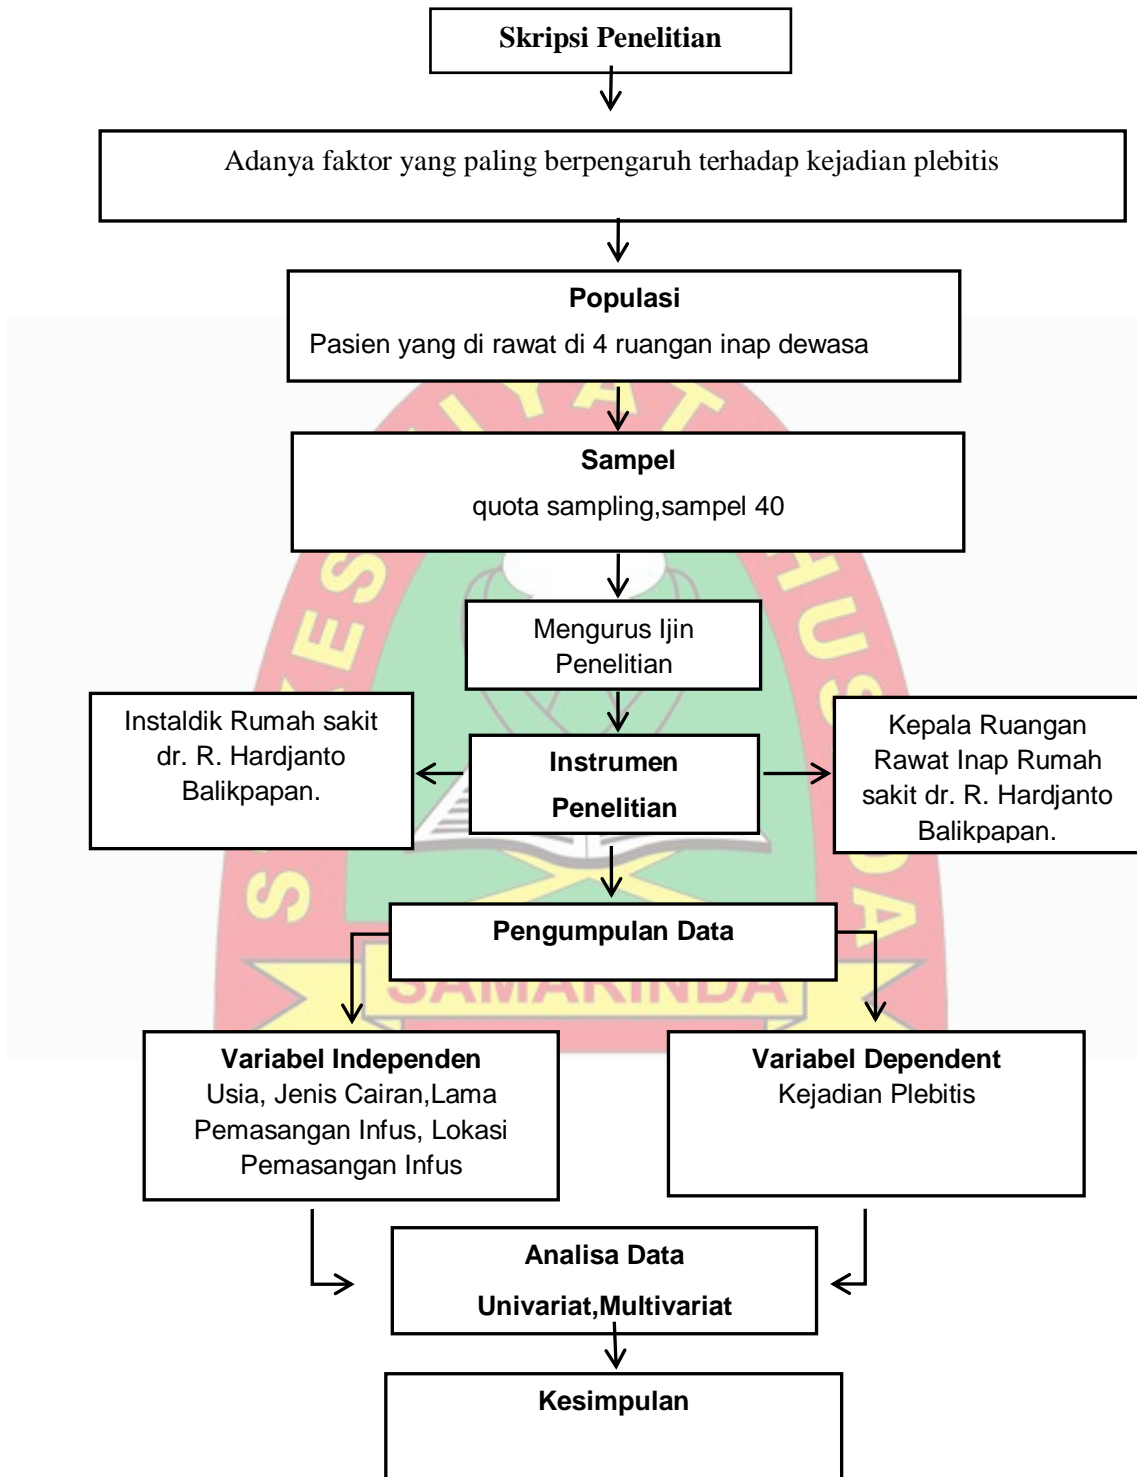 Skripsi Penelitian
Adanya faktor yang paling berpengaruh terhadap kejadian plebitis
Populasi
Pasien yang di rawat di 4 ruangan inap dewasa
Sampel
quota sampling,sampel 40
Mengurus Ijin
Penelitian
Instaldik Rumah sakit
dr. R. Hardjanto
Balikpapan.
Instrumen
Penelitian
Kepala Ruangan
Rawat Inap Rumah
sakit dr. R. Hardjanto
Balikpapan.
Pengumpulan Data
SAMARINDA
Variabel Independen
Usia, Jenis Cairan,Lama
Pemasangan Infus, Lokasi
Pemasangan Infus
Variabel Dependent
Kejadian Plebitis
Analisa Data
Univariat,Multivariat
Kesimpulan